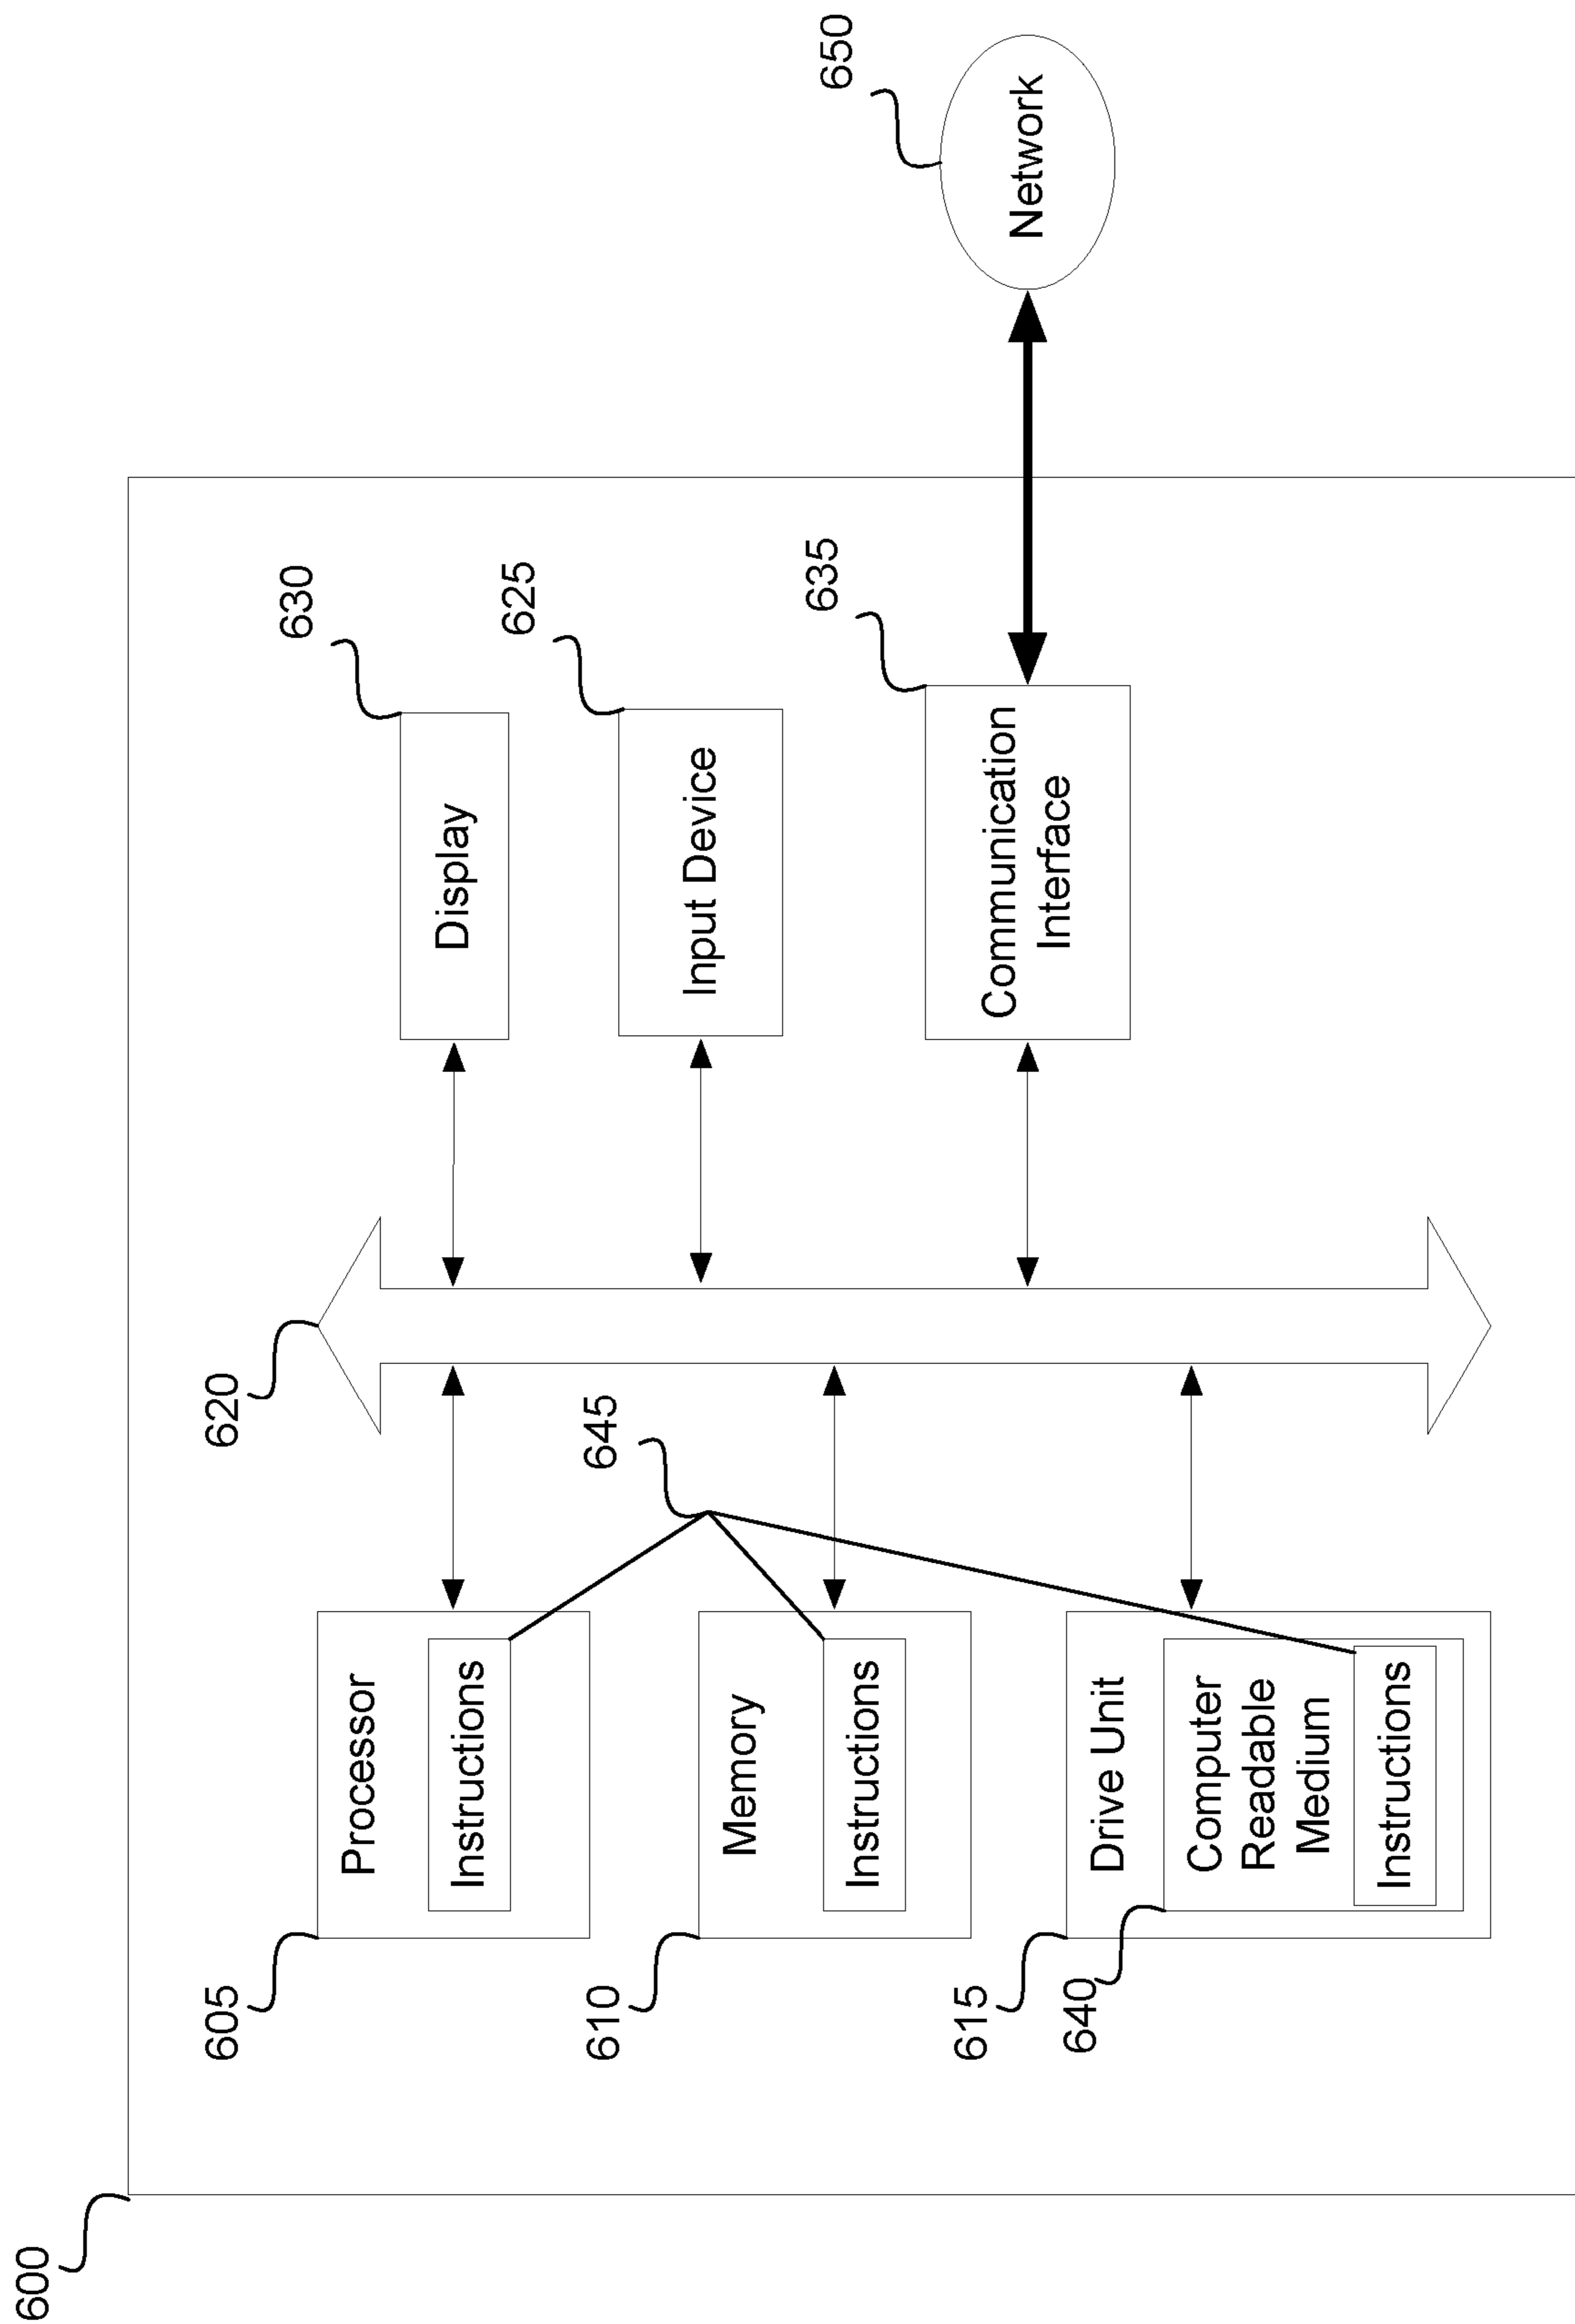 600
620
605
Processor
Instructions
630
Display
645
625
Input Device
610
Memory
Instructions
635
Communication
Interface
650
Network
615
Drive Unit
640
Computer
Readable
Medium
Instructions